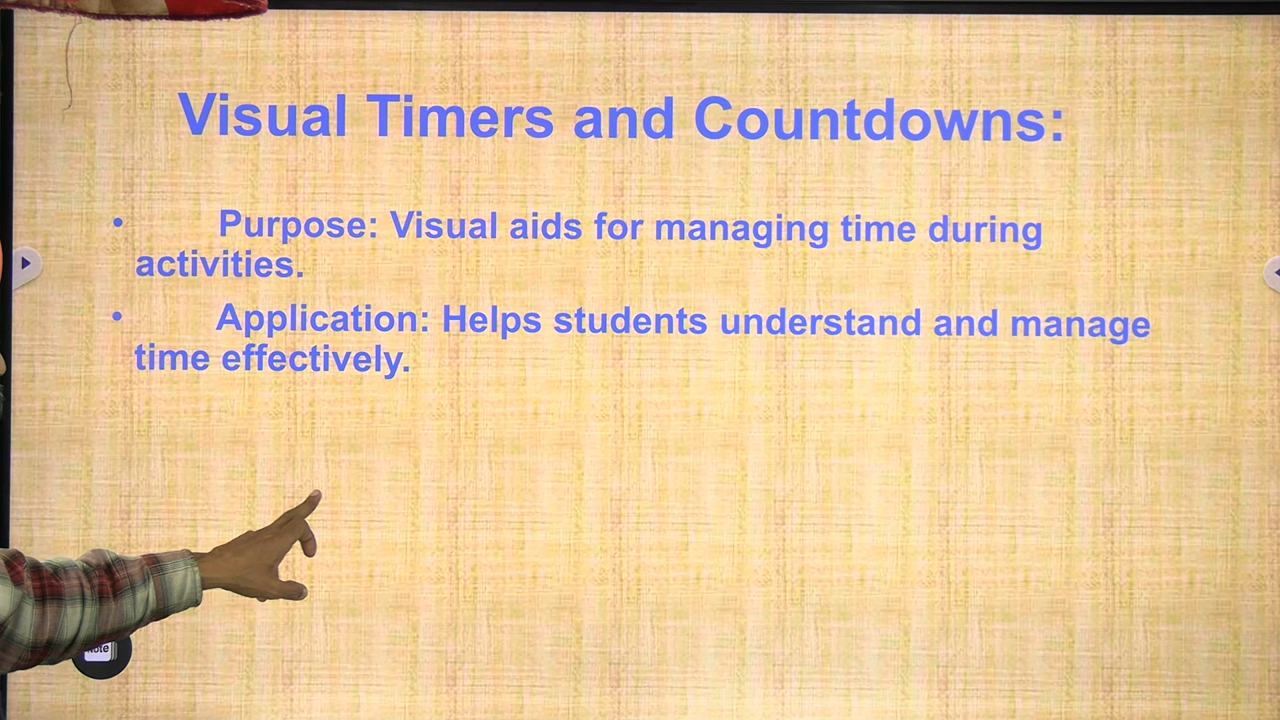 Visual Timers and Countdowns:
• Purpose: Visual aids for managing time during
activities.
• Application: Helps students understand and manage
time effectively.
Note